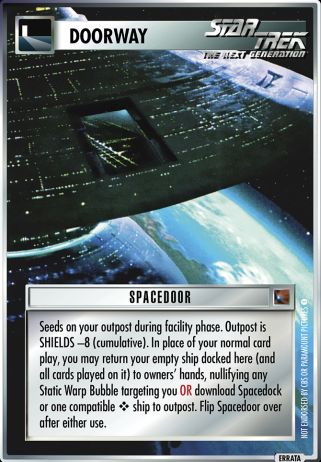 DOORWAY
STAR TREK
THE NEXT GENERATION
SPACEDOOR
Seeds on your outpost during facility phase. Outpost is
SHIELDS –8 (cumulative). In place of your normal card
play, you may return your empty ship docked here (and
all cards played on it) to owners' hands, nullifying any
Static Warp Bubble targeting you OR download Spacedock
or one compatible ❖ ship to outpost. Flip Spacedoor over
after either use.
NOT ENDORSED BY CBS OR PARAMOUNT PICTURES
ERRATA